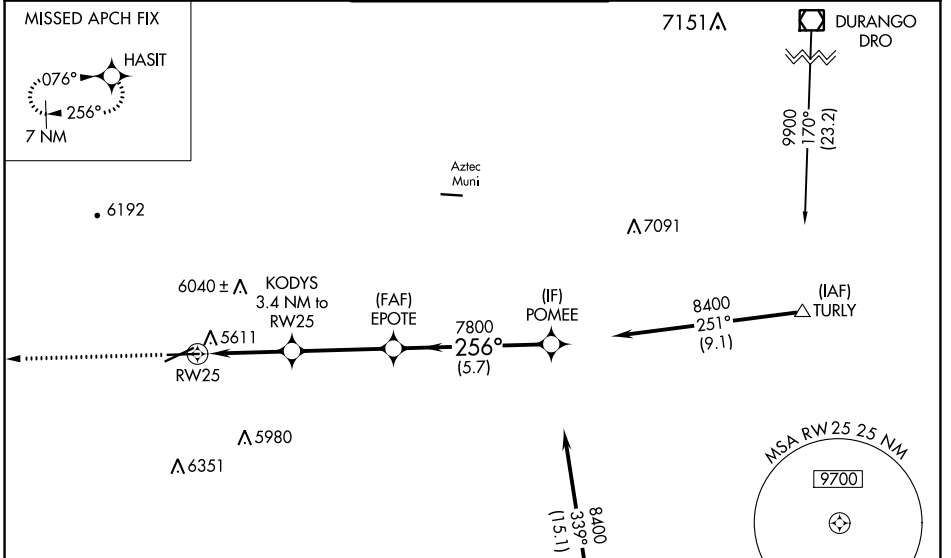 MISSED APCH FIX
HASIT
076°
256°
7 NM
7151
DURANGO
DRO
9900
170°
(23.2)
Aztec
Muni
6192
7091
6040 ±
KODYS
3.4 NM to
RW25
(FAF)
EPOTE
7800
256°
(5.7)
(IF)
POMEE
8400
251°
(9.1)
(IAF)
TURLY
5611
RW25
5980
6351
8400
339°
(15.1)
MSA RW 25 25 NM
9700